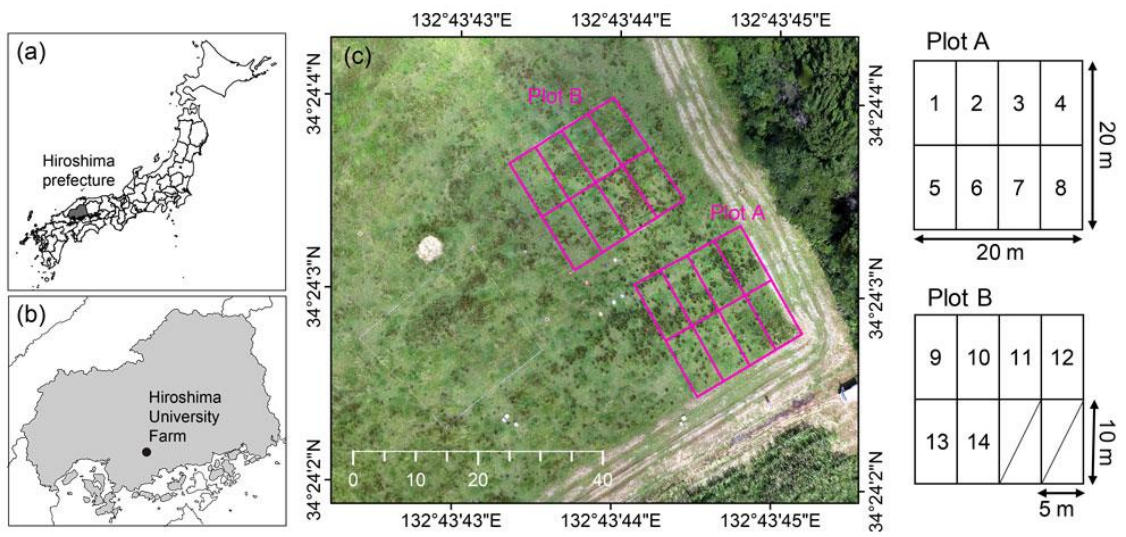 (a)
Hiroshima
prefecture
(b)
Hiroshima
University
Farm
132°43'43"E 132°43'44"E 132°43'45"E
(c)
34°24'4"N
34°24'3"N
34°24'2"N
Plot B
Plot A
0 10 20 40
34°24'4"N
34°24'3"N
34°24'2"N
132°43'43"E 132°43'44"E 132°43'45"E
Plot A
1 2 3 4
5 6 7 8
20 m
20 m
Plot B
9 10 11 12
13 14
10 m
5 m